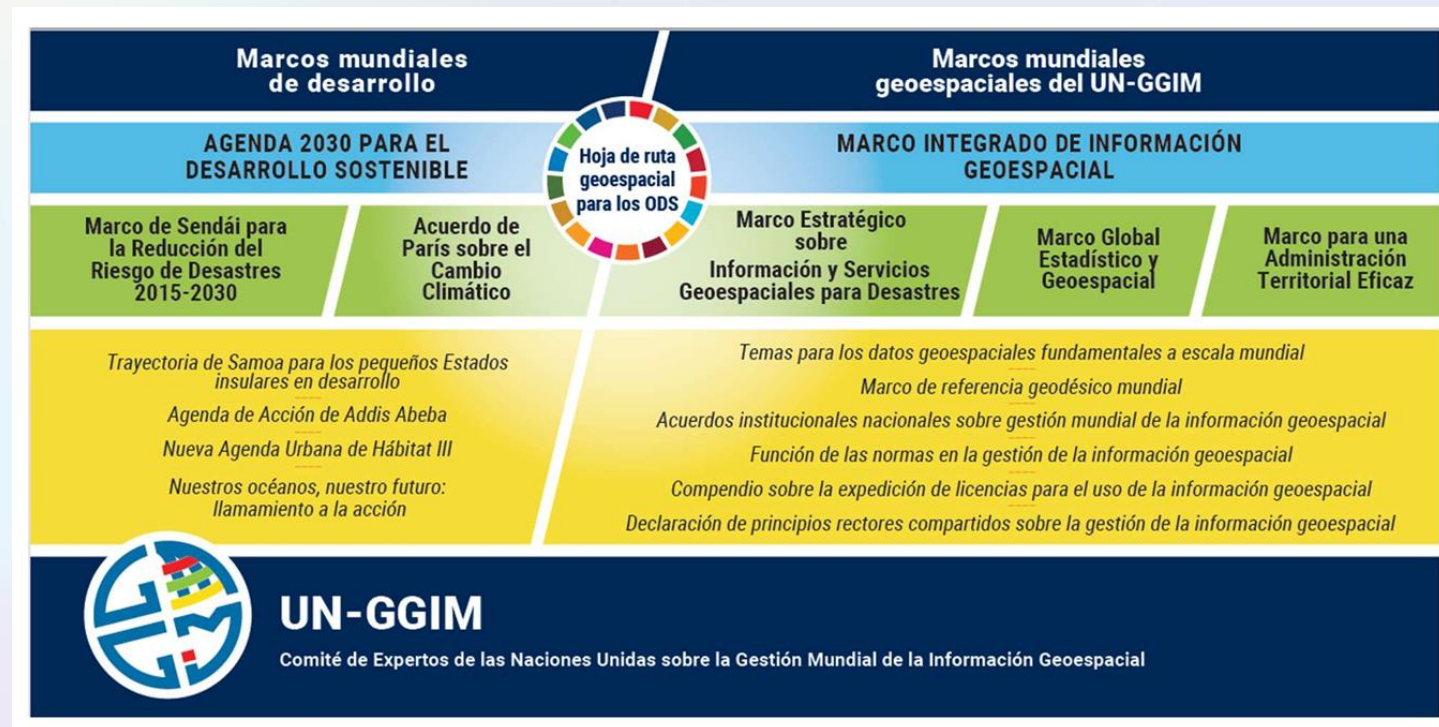 Marcos mundiales
de desarrollo
Marcos mundiales
geoespaciales del UN-GGIM
AGENDA 2030 PARA EL
DESARROLLO SOSTENIBLE
Hoja de ruta
geoespacial
para los ODS
MARCO INTEGRADO DE INFORMACIÓN
GEOESPACIAL
Marco de Sendái para
la Reducción del
Riesgo de Desastres
2015-2030
Acuerdo de
París sobre el
Cambio
Climático
Marco Estratégico
sobre
Información y Servicios
Geoespaciales para Desastres
Marco Global
Estadístico y
Geoespacial
Marco para una
Administración
Territorial Eficaz
Trayectoria de Samoa para los pequeños Estados
insulares en desarrollo
Agenda de Acción de Addis Abeba
Nueva Agenda Urbana de Hábitat III
Nuestros océanos, nuestro futuro:
llamamiento a la acción
Temas para los datos geoespaciales fundamentales a escala mundial
Marco de referencia geodésico mundial
Acuerdos institucionales nacionales sobre gestión mundial de la información geoespacial
Función de las normas en la gestión de la información geoespacial
Compendio sobre la expedición de licencias para el uso de la información geoespacial
Declaración de principios rectores compartidos sobre la gestión de la información geoespacial
UN-GGIM
Comité de Expertos de las Naciones Unidas sobre la Gestión Mundial de la Información Geoespacial